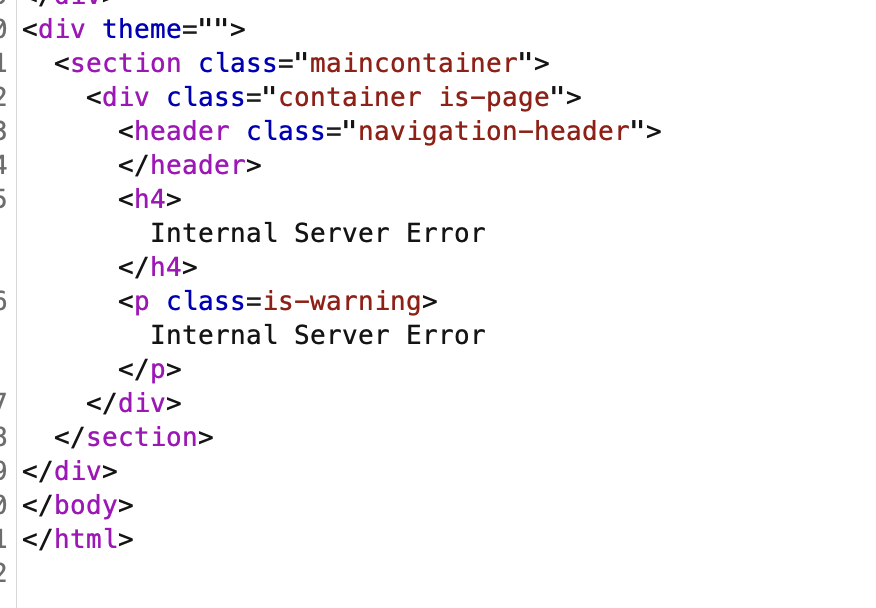 </div>
0 <div theme="">
1 <section class="maincontainer">
2 <div class="container is-page">
3 <header class="navigation-header">
4 </header>
5 <h4>
Internal Server Error
</h4>
6 <p class=is-warning>
Internal Server Error
</p>
7 </div>
8 </section>
9 </div>
0 </body>
1 </html>
2